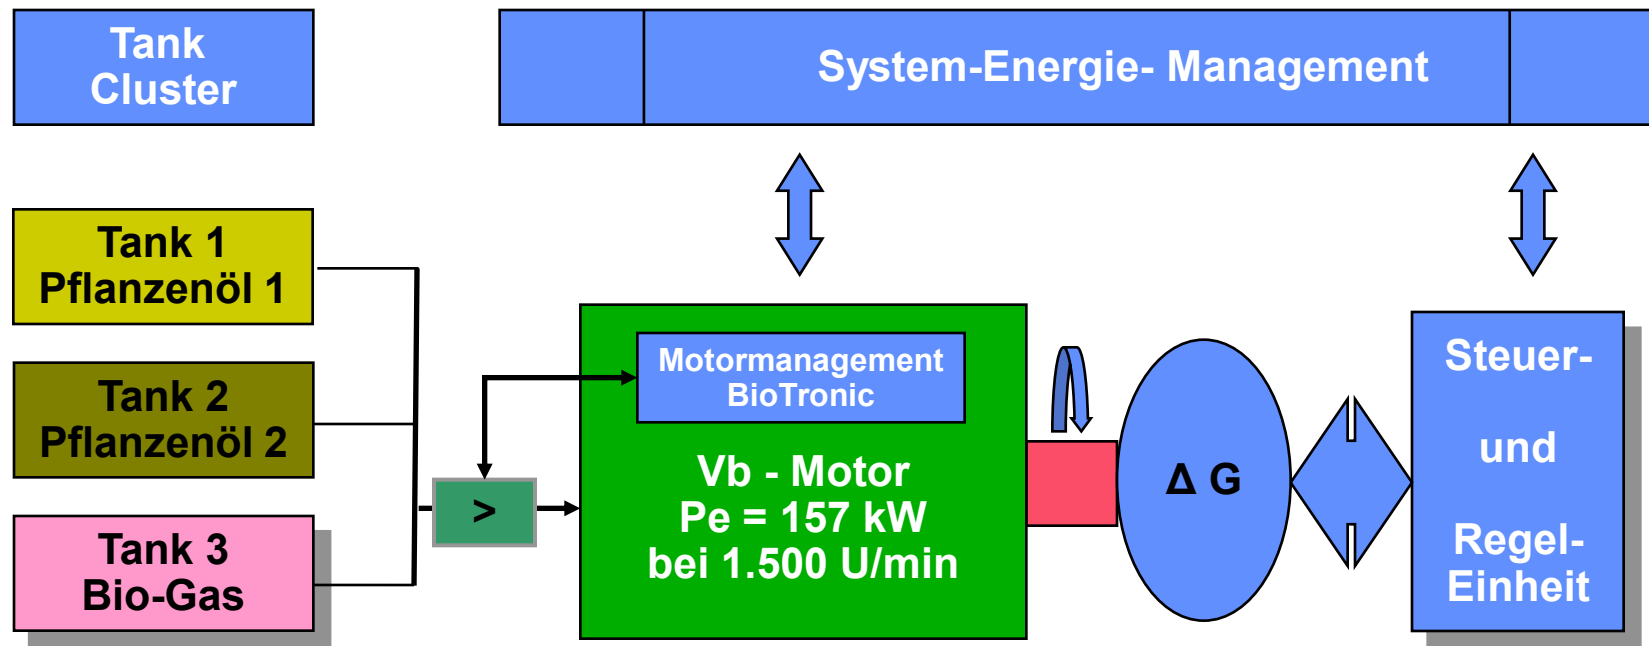 Tank
Cluster
System-Energie- Management
Tank 1
Pflanzenöl 1
Tank 2
Pflanzenöl 2
Tank 3
Bio-Gas
>
Motormanagement
BioTronic
Vb - Motor
Pe = 157 kW
bei 1.500 U/min
Δ G
Steuer-
und
Regel-
Einheit